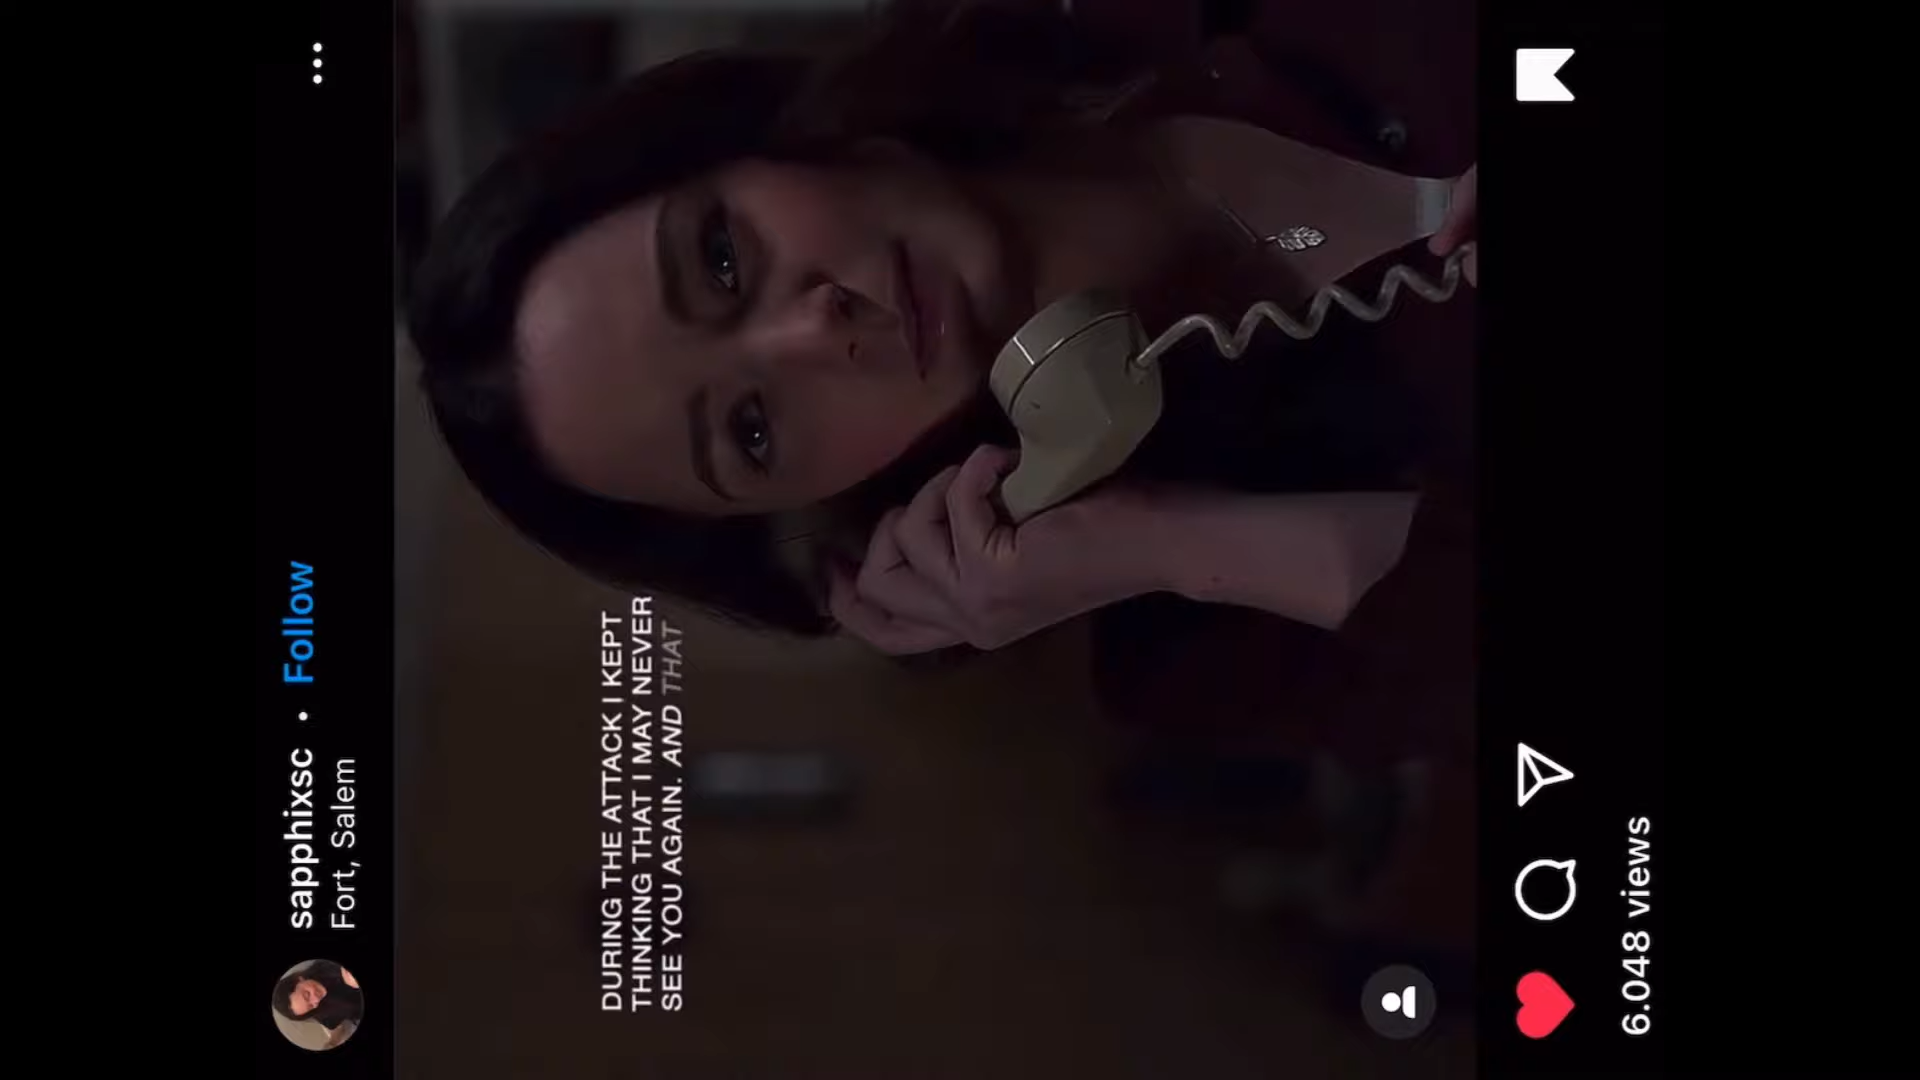 sapphixsc • Follow
Fort, Salem
DURING THE ATTACK I KEPT
THINKING THAT I MAY NEVER
SEE YOU AGAIN. AND THAT
6.048 views